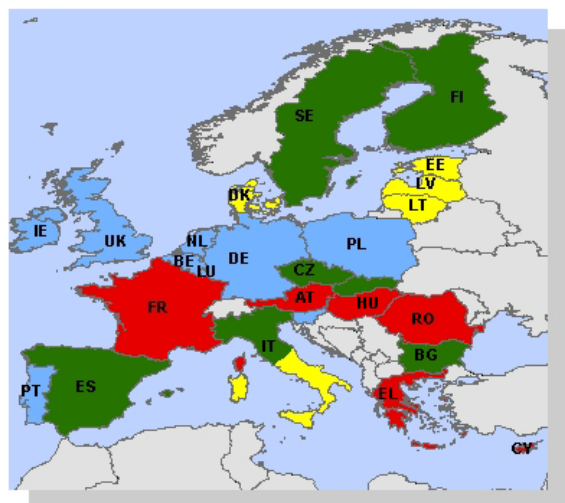 FI
SE
EE
LV
LT
DK
IE
UK
NL
BE
LU
DE
PL
CZ
FR
AT
HU
RO
IT
BG
PT
ES
EL
CY